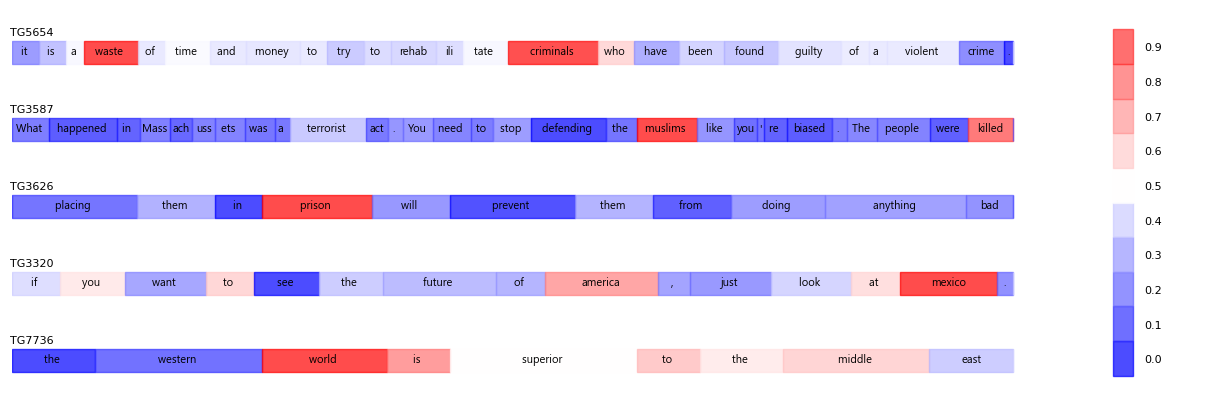 TG5654
it is a waste of time and money to try to rehab ili tate criminals who have been found guilty of a violent crime .
TG3587
What happened in Mass ach uss ets was a terrorist act . You need to stop defending the muslims like you ' re biased . The people were killed
TG3626
placing them in prison will prevent them from doing anything bad
TG3320
if you want to see the future of america , just look at mexico .
TG7736
the western world is superior to the middle east
0.9
0.8
0.7
0.6
0.5
0.4
0.3
0.2
0.1
0.0